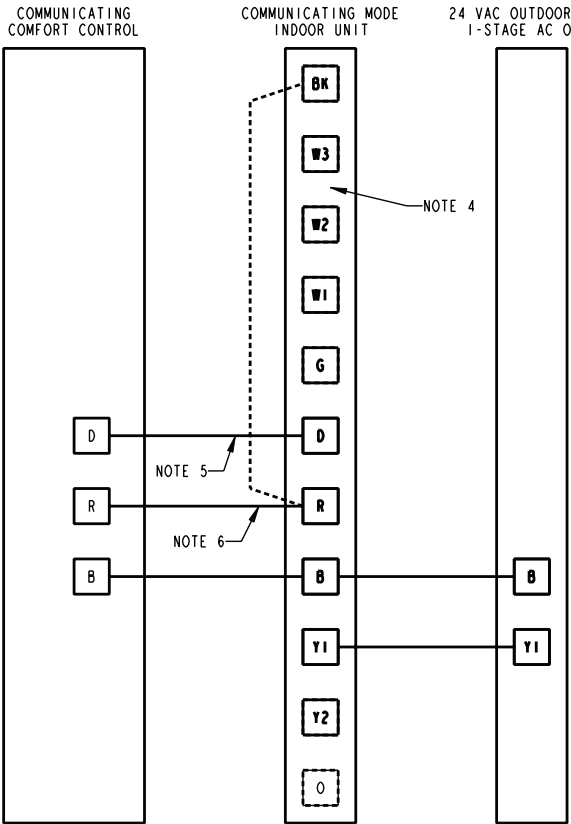 COMMUNICATING
COMFORT CONTROL
COMMUNICATING MODE
INDOOR UNIT
24 VAC OUTDOOR
1-STAGE AC O
BK
W3
NOTE 4
W2
W1
G
D
D
NOTE 5
R
R
NOTE 6
B
B
B
Y1
Y1
Y2
O